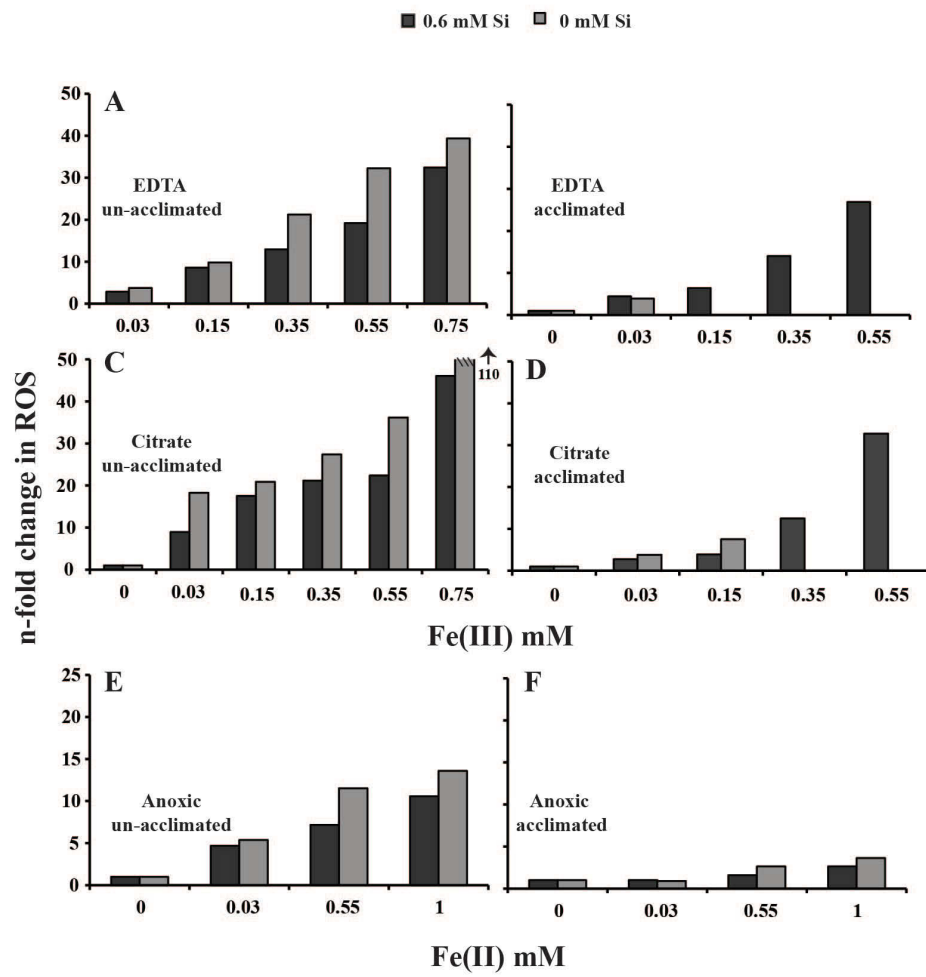 0.6 mM Si 0 mM Si
n-fold change in ROS
A
50
40
30
20
10
0
EDTA
un-acclimated
0.03 0.15 0.35 0.55 0.75
EDTA
acclimated
0 0.03 0.15 0.35 0.55
C
50
40
30
20
10
0
Citrate
un-acclimated
110
0 0.03 0.15 0.35 0.55 0.75
D
Citrate
acclimated
0 0.03 0.15 0.35 0.55
Fe(III) mM
E
25
20
15
10
5
0
Anoxic
un-acclimated
0 0.03 0.55 1
F
Anoxic
acclimated
0 0.03 0.55 1
Fe(II) mM